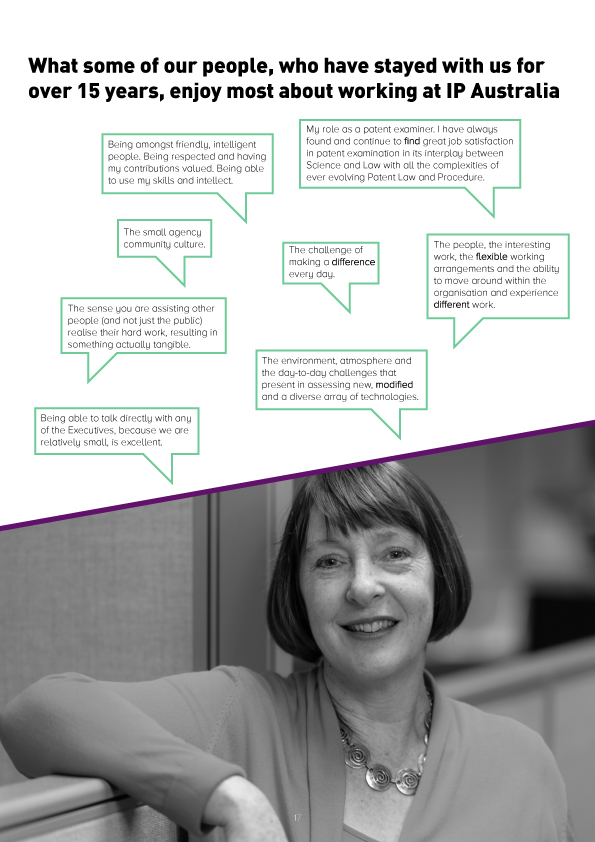 What some of our people, who have stayed with us for
over 15 years, enjoy most about working at IP Australia
Being amongst friendly, intelligent
people. Being respected and having
my contributions valued. Being able
to use my skills and intellect.
My role as a patent examiner. I have always
found and continue to find great job satisfaction
in patent examination in its interplay between
Science and Law with all the complexities of
ever evolving Patent Law and Procedure.
The small agency
community culture.
The challenge of
making a difference
every day.
The people, the interesting
work, the flexible working
arrangements and the ability
to move around within the
organisation and experience
different work.
The sense you are assisting other
people (and not just the public)
realise their hard work, resulting in
something actually tangible.
The environment, atmosphere and
the day-to-day challenges that
present in assessing new, modified
and a diverse array of technologies.
Being able to talk directly with any
of the Executives, because we are
relatively small, is excellent.
17